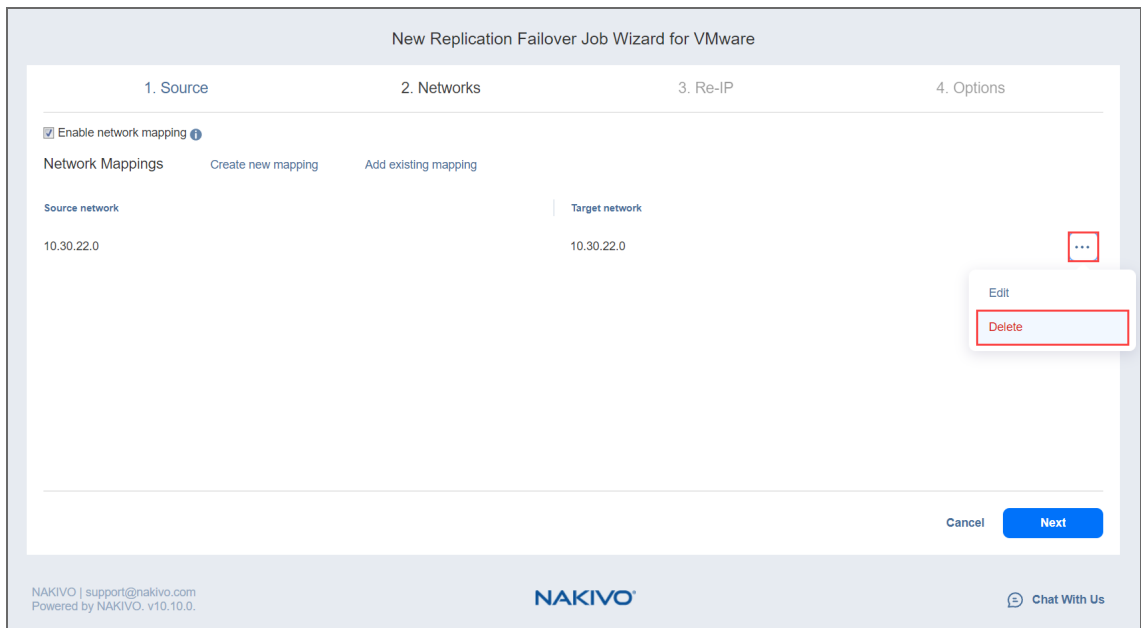 New Replication Failover Job Wizard for VMware
1. Source 2. Networks 3. Re-IP 4. Options
Enable network mapping
Network Mappings Create new mapping Add existing mapping
Source network Target network
10.30.22.0 10.30.22.0
Edit
Delete
Cancel Next
NAKIVO | support@nakivo.com
Powered by NAKIVO. v10.10.0.
NAKIVO®
Chat With Us